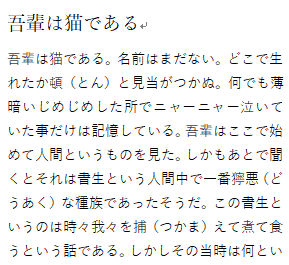 吾輩は猫である
吾輩は猫である。名前はまだない。どこで生
れたか頓（とん）と見当がつかぬ。何でも薄
暗いじめじめした所でニャーニャー泣いて
いた事だけは記憶している。吾輩はここで始
めて人間というものを見た。しかもあとで聞
くとそれは書生という人間中で一番獰悪（ど
うあく）な種族であったそうだ。この書生と
いうのは時々我々を捕（つかま）えて煮て食
うという話である。しかしその当時は何とい